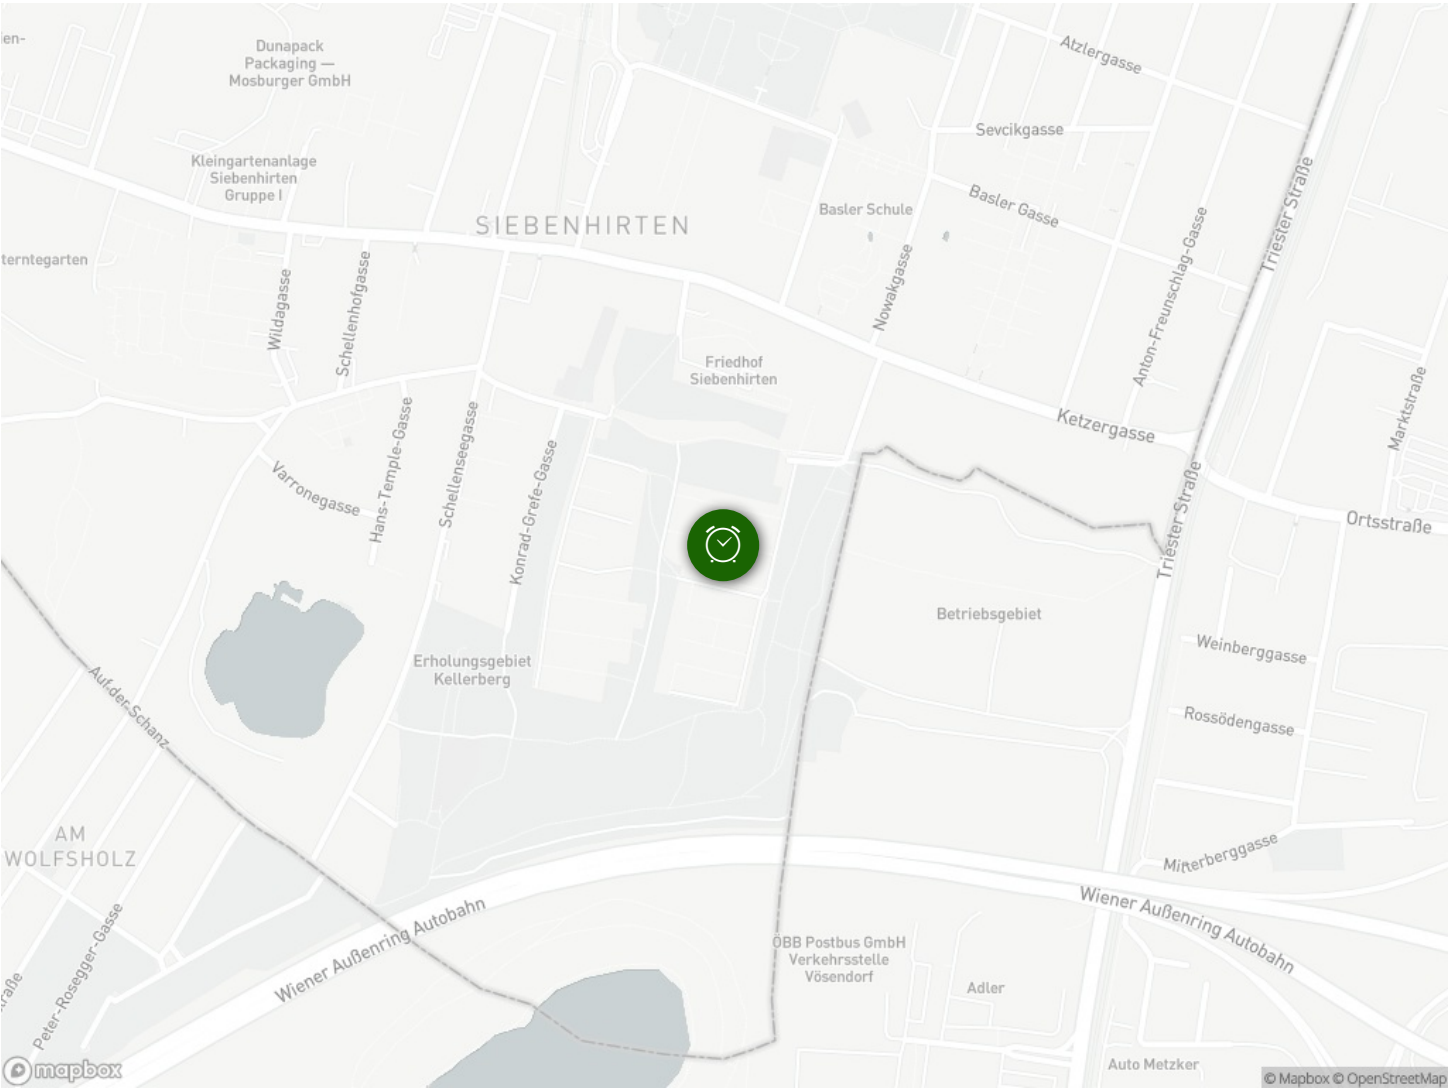 en-
Dunapack
Packaging —
Mosburger GmbH
Atzlergasse
Sevcikgasse
Kleingartenanlage
Siebenhirten
Gruppe I
SIEBENHIRTEN
Basler Schule
Basler Gasse
Triester Straße
terntegarten
Wildagasse
Schellenhofgasse
Nowakgasse
Anton-Freunschlag-Gasse
Friedhof
Siebenhirten
Ketzergasse
Marktstraße
Varronegasse
Hans-Temple-Gasse
Schellenseegasse
Konrad-Grefe-Gasse
Triester Straße
Ortsstraße
Betriebsgebiet
Weinberggasse
Erholungsgebiet
Kellerberg
Auf der Schanz
Rossödengasse
AM
WOLFSHOLZ
Mitterberggasse
Wiener Außenring Autobahn
Wiener Außenring Autobahn
Peter-Rosegger-Gasse
raße
ÖBB Postbus GmbH
Verkehrsstelle
Vösendorf
Adler
Auto Metzker
mapbox
© Mapbox © OpenStreetMap